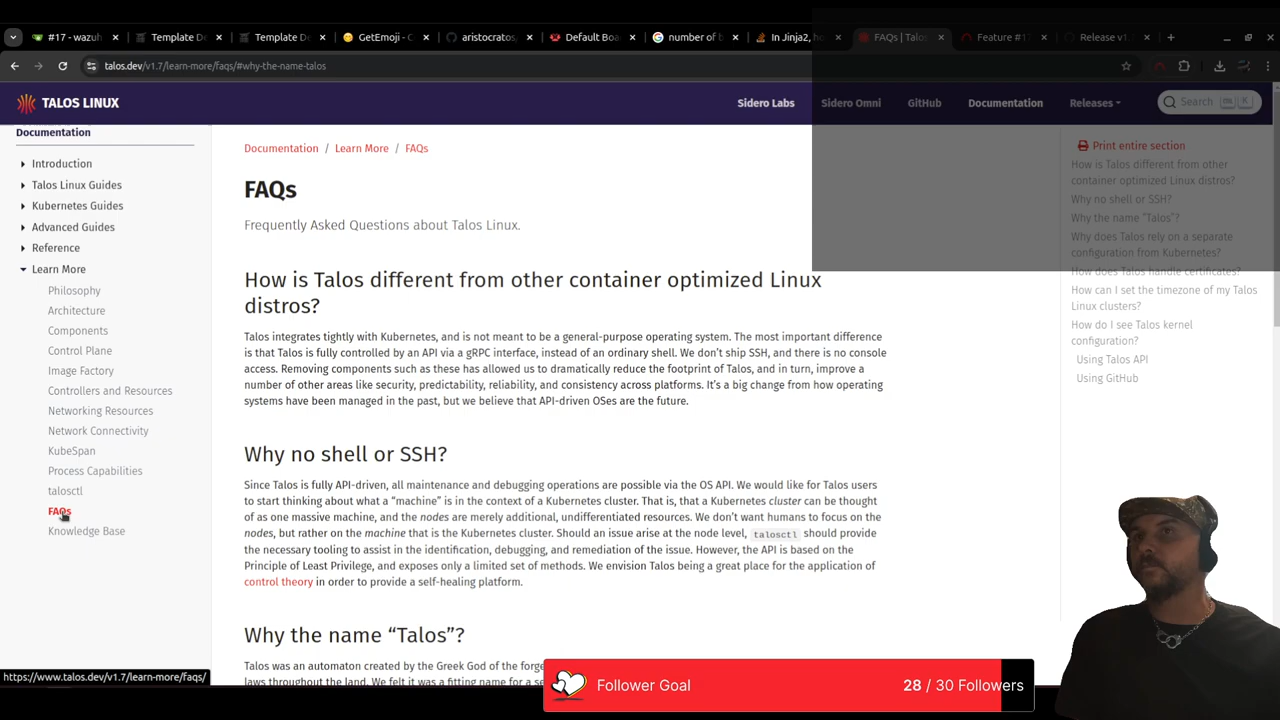 #17 - wazuh
Template De
Template De
GetEmoji - C
aristocratos,
Default Boa
number of b
In Jinja2, h
FAQs | Talos
Feature #1
Release v1.
talos.dev/v1.7/learn-more/faqs/#why-the-name-talos
TALOS LINUX
Sidero Labs
Sidero Omni
GitHub
Documentation
Releases
Search
Ctrl
K
Documentation
Introduction
Talos Linux Guides
Kubernetes Guides
Advanced Guides
Reference
Learn More
Philosophy
Architecture
Components
Control Plane
Image Factory
Controllers and Resources
Networking Resources
Network Connectivity
KubeSpan
Process Capabilities
talosctl
FAQs
Knowledge Base
https://www.talos.dev/v1.7/learn-more/faqs/
Documentation / Learn More / FAQs
FAQs
Frequently Asked Questions about Talos Linux.
How is Talos different from other container optimized Linux
distros?
Talos integrates tightly with Kubernetes, and is not meant to be a general-purpose operating system. The most important difference
is that Talos is fully controlled by an API via a gRPC interface, instead of an ordinary shell. We don't ship SSH, and there is no console
access. Removing components such as these has allowed us to dramatically reduce the footprint of Talos, and in turn, improve a
number of other areas like security, predictability, reliability, and consistency across platforms. It's a big change from how operating
systems have been managed in the past, but we believe that API-driven OSes are the future.
Why no shell or SSH?
Since Talos is fully API-driven, all maintenance and debugging operations are possible via the OS API. We would like for Talos users
to start thinking about what a “machine” is in the context of a Kubernetes cluster. That is, that a Kubernetes cluster can be thought
of as one massive machine, and the nodes are merely additional, undifferentiated resources. We don't want humans to focus on the
nodes, but rather on the machine that is the Kubernetes cluster. Should an issue arise at the node level, talosctl should provide
the necessary tooling to assist in the identification, debugging, and remediation of the issue. However, the API is based on the
Principle of Least Privilege, and exposes only a limited set of methods. We envision Talos being a great place for the application of
control theory in order to provide a self-healing platform.
Why the name “Talos”?
Talos was an automaton created by the Greek God of the forge
laws throughout the land. We felt it was a fitting name for a se
Print entire section
How is Talos different from other
container optimized Linux distros?
Why no shell or SSH?
Why the name “Talos”?
Why does Talos rely on a separate
configuration from Kubernetes?
How does Talos handle certificates?
How can I set the timezone of my Talos
Linux clusters?
How do I see Talos kernel
configuration?
Using Talos API
Using GitHub
Follower Goal
28 / 30 Followers